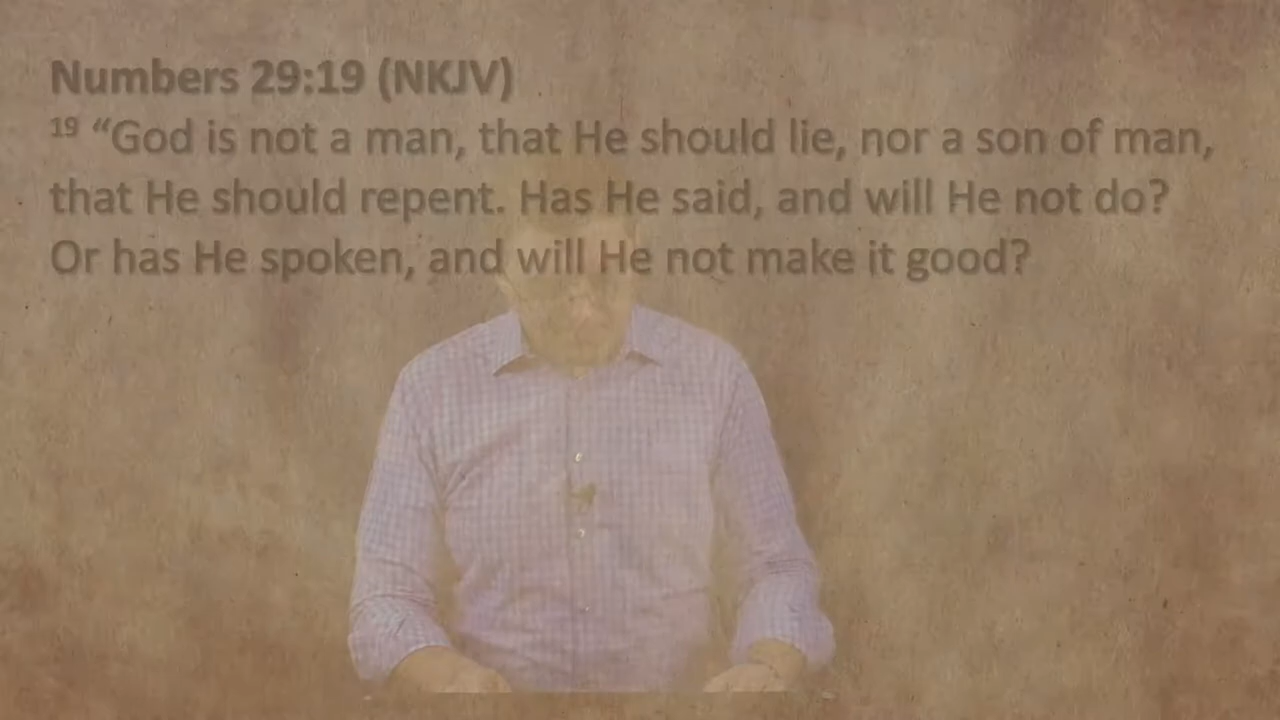 Numbers 29:19 (NKJV)
19 “God is not a man, that He should lie, nor a son of man,
that He should repent. Has He said, and will He not do?
Or has He spoken, and will He not make it good?